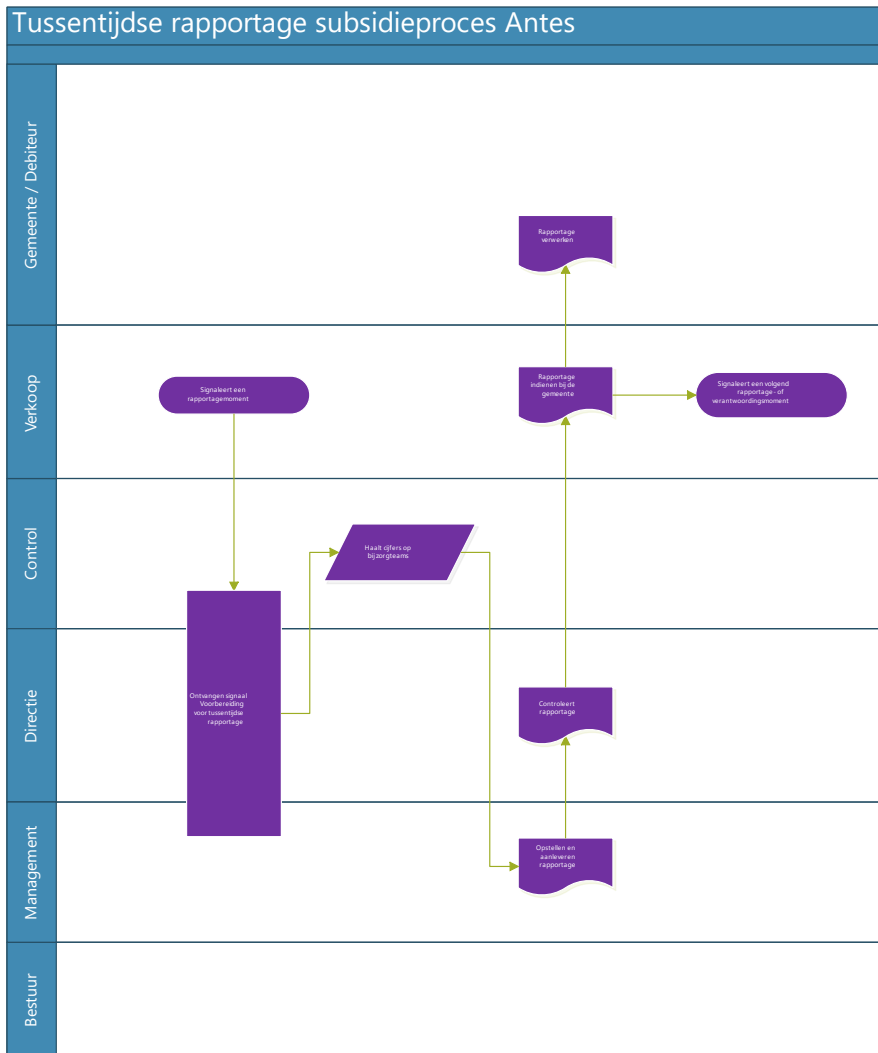 Tussentijdse rapportage subsidieproces Antes
Gemeente / Debiteur
Rapportage
verwerken
Verkoop
Signaleert een
rapportagemoment
Rapportage
indienen bij de
gemeente
Signaleert een volgend
rapportage- of
verantwoordingsmoment
Control
Haalt cijfers op
bij zorgteams
Ontvangen signaal
Voorbereiding
voor tussentijdse
rapportage
Directie
Controleert
rapportage
Management
Opstellen en
aanleveren
rapportage
Bestuur